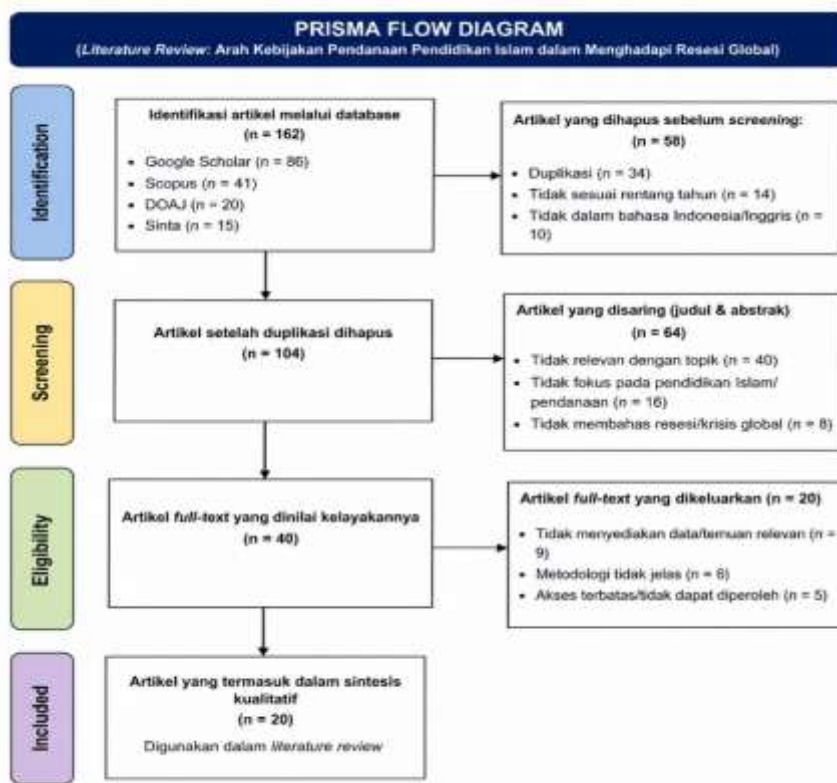 PRISMA FLOW DIAGRAM
(Literature Review: Arah Kebijakan Pendanaan Pendidikan Islam dalam Menghadapi Resesi Global)
Identification
Identifikasi artikel melalui database
(n = 162)
• Google Scholar (n = 86)
• Scopus (n = 41)
• DOAJ (n = 20)
• Sinta (n = 15)
Artikel yang dihapus sebelum screening:
(n = 58)
• Duplikasi (n = 34)
• Tidak sesuai rentang tahun (n = 14)
• Tidak dalam bahasa Indonesia/Inggris (n =
10)
Screening
Artikel setelah duplikasi dihapus
(n = 104)
Artikel yang disaring (judul & abstrak)
(n = 64)
• Tidak relevan dengan topik (n = 40)
• Tidak fokus pada pendidikan Islam/
pendanaan (n = 16)
• Tidak membahas resesi/krisis global (n = 8)
Eligibility
Artikel full-text yang dinilai kelayakannya
(n = 40)
Artikel full-text yang dikeluarkan (n = 20)
• Tidak menyediakan data/temuan relevan (n =
9)
• Metodologi tidak jelas (n = 6)
• Akses terbatas/tidak dapat diperoleh (n = 5)
Included
Artikel yang termasuk dalam sintesis
kualitatif
(n = 20)
Digunakan dalam literature review